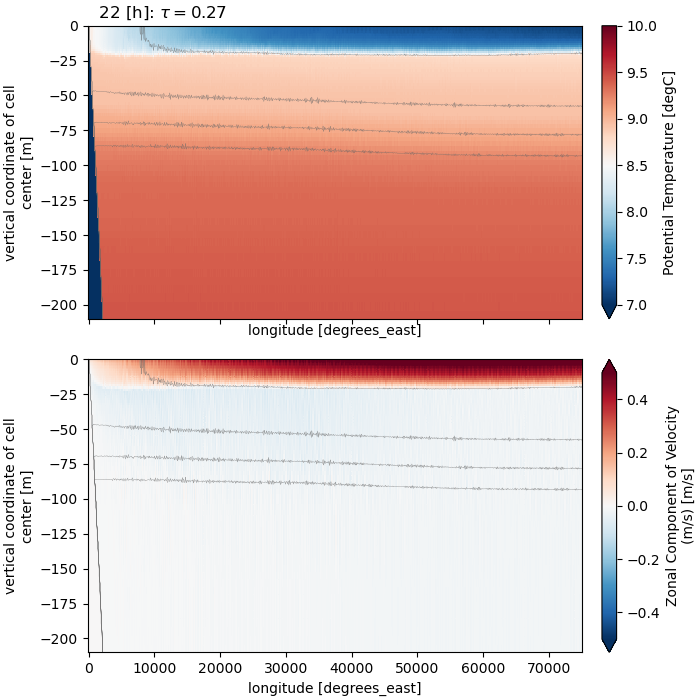 22 [h]: τ = 0.27
0
−25
−50
−75
−100
−125
−150
−175
−200
vertical coordinate of cell
center [m]
longitude [degrees_east]
10.0
9.5
9.0
8.5
8.0
7.5
7.0
Potential Temperature [degC]
0
−25
−50
−75
−100
−125
−150
−175
−200
vertical coordinate of cell
center [m]
0 10000 20000 30000 40000 50000 60000 70000
longitude [degrees_east]
0.4
0.2
0.0
−0.2
−0.4
Zonal Component of Velocity
(m/s) [m/s]